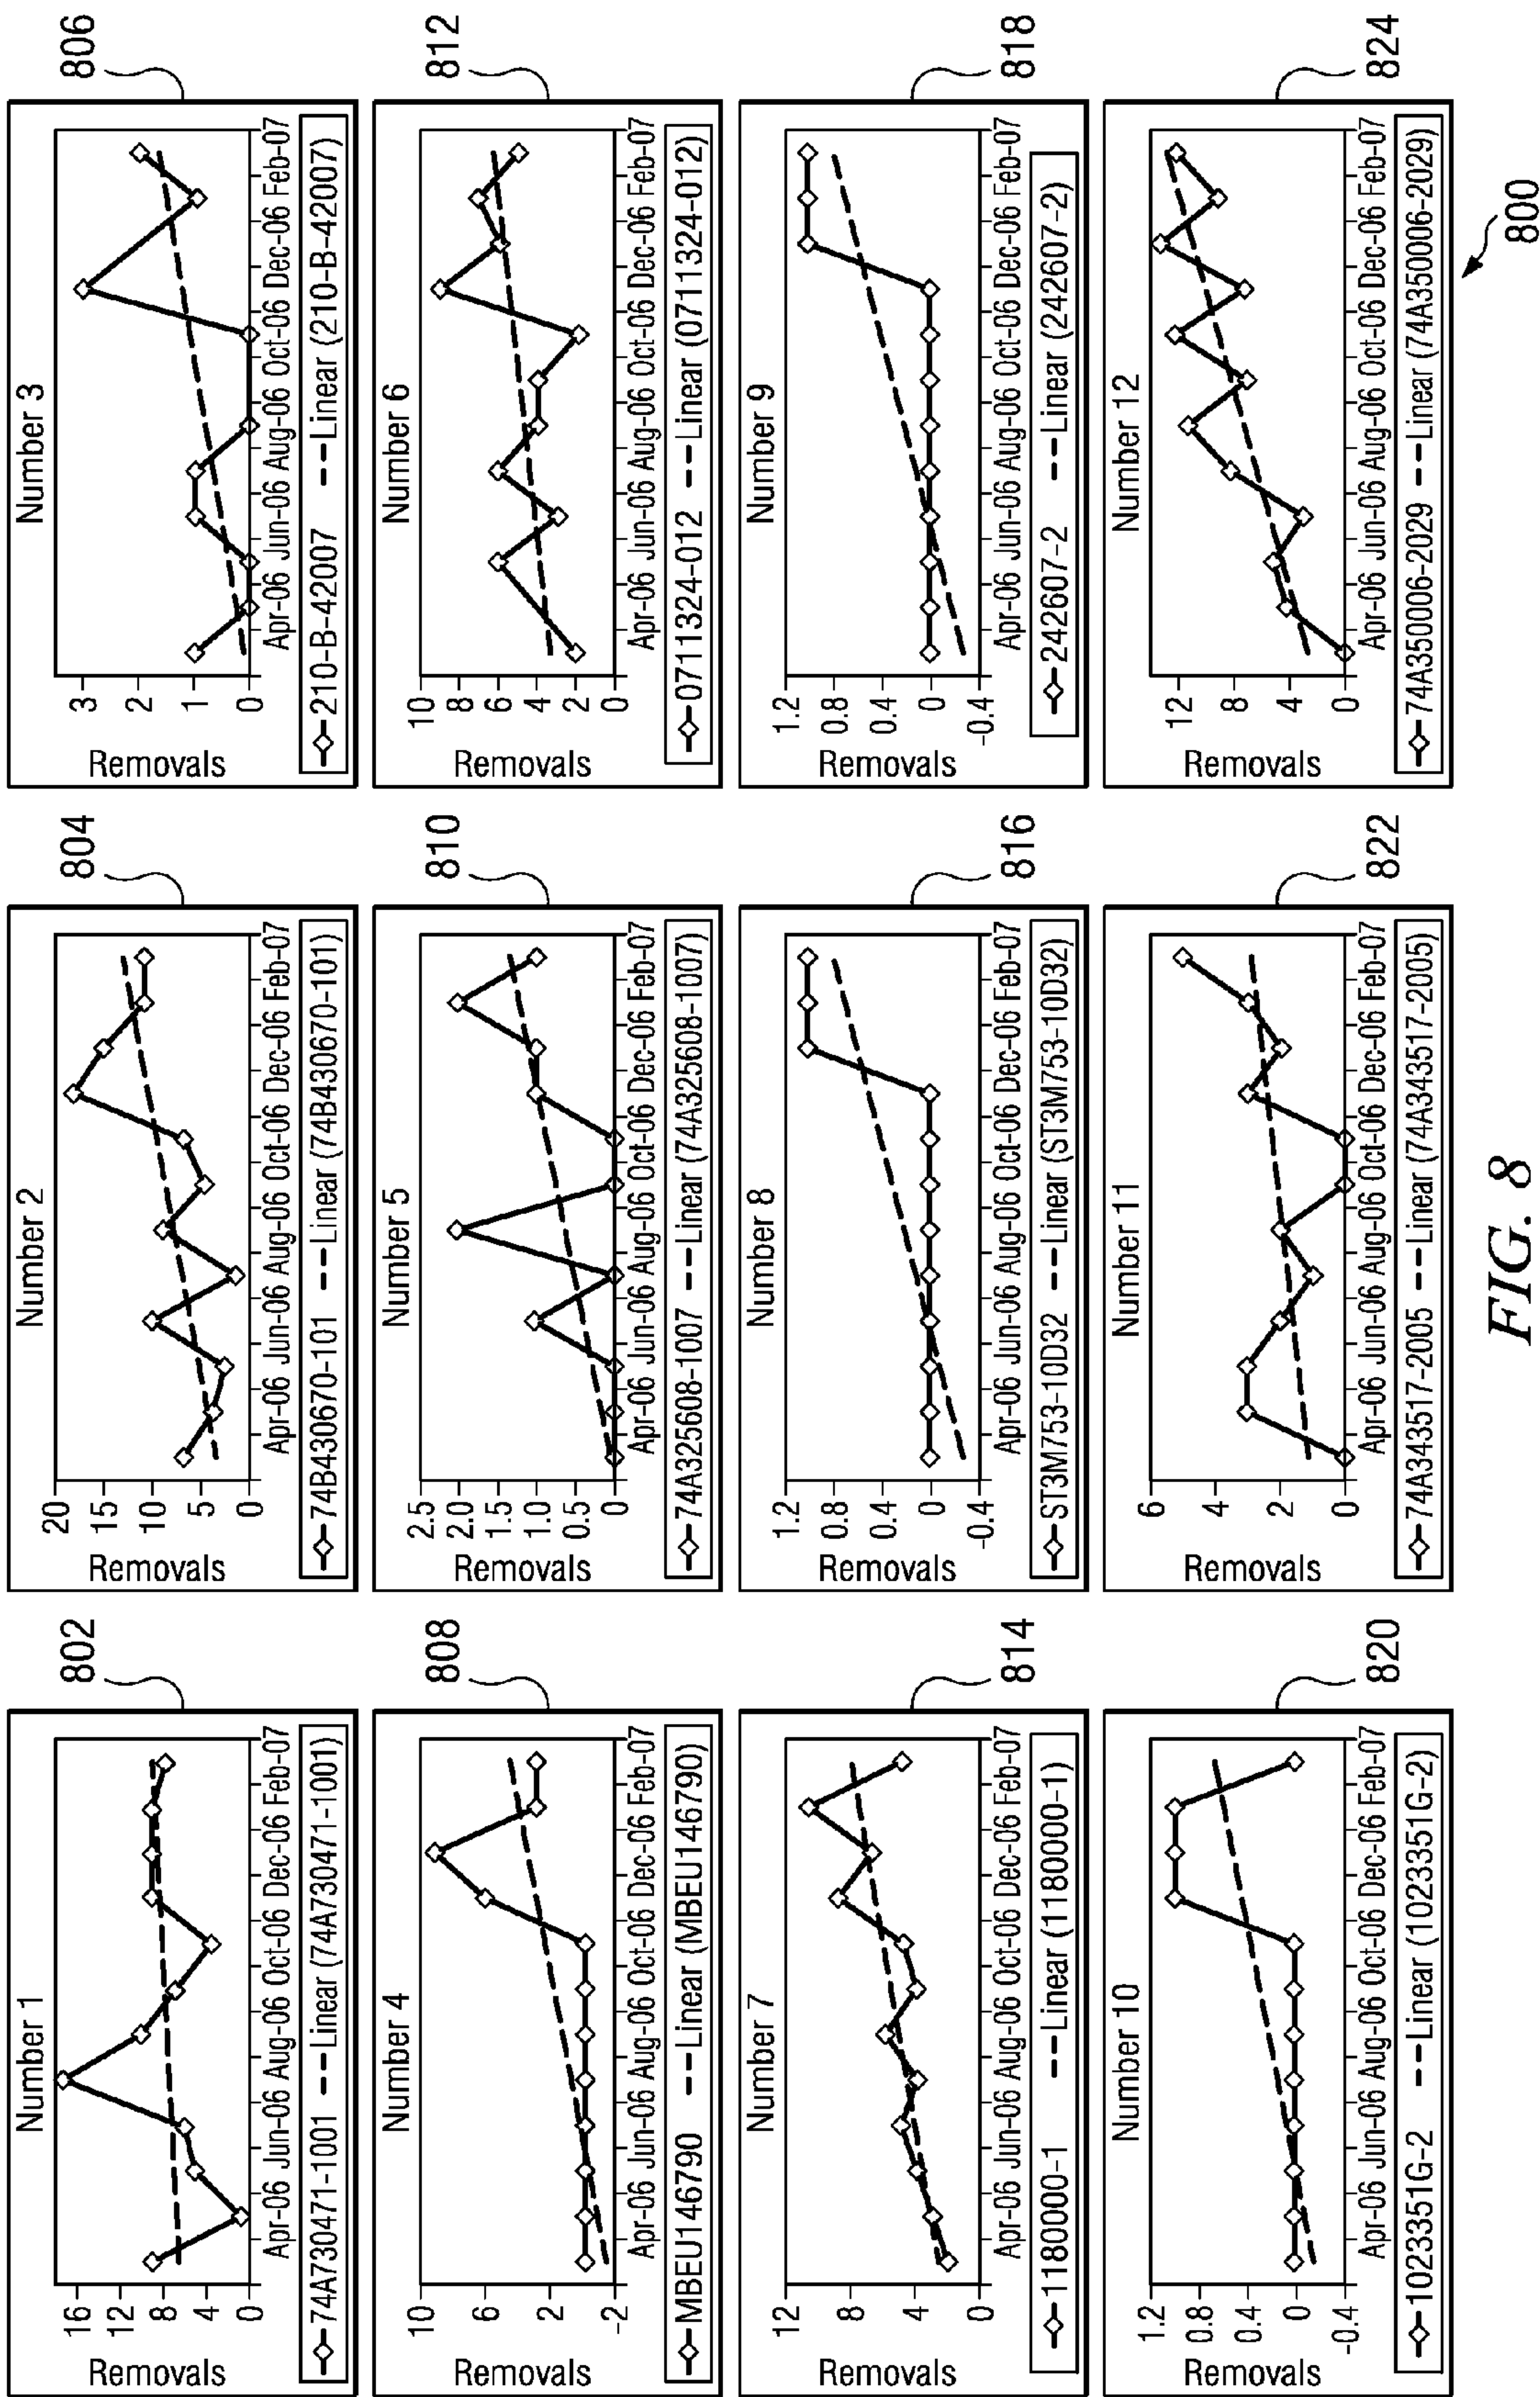 Number 1
802
Removals
16
12
8
4
0
Apr-06 Jun-06 Aug-06 Oct-06 Dec-06 Feb-07
74A730471-1001 Linear (74A730471-1001)
Number 2
804
Removals
20
15
10
5
0
Apr-06 Jun-06 Aug-06 Oct-06 Dec-06 Feb-07
74B430670-101 Linear (74B430670-101)
Number 3
806
Removals
3
2
1
0
Apr-06 Jun-06 Aug-06 Oct-06 Dec-06 Feb-07
210-B-42007 Linear (210-B-42007)
Number 4
808
Removals
10
6
2
-2
Apr-06 Jun-06 Aug-06 Oct-06 Dec-06 Feb-07
MBEU146790 Linear (MBEU146790)
Number 5
810
Removals
2.5
2.0
1.0
0.5
0
Apr-06 Jun-06 Aug-06 Oct-06 Dec-06 Feb-07
74A325608-1007 Linear (74A325608-1007)
Number 6
812
Removals
10
8
6
4
2
0
Apr-06 Jun-06 Aug-06 Oct-06 Dec-06 Feb-07
0711324-012 Linear (0711324-012)
Number 7
814
Removals
12
8
4
0
Apr-06 Jun-06 Aug-06 Oct-06 Dec-06 Feb-07
1180000-1 Linear (1180000-1)
Number 8
816
Removals
1.2
0.8
0.4
0
-0.4
Apr-06 Jun-06 Aug-06 Oct-06 Dec-06 Feb-07
ST3M753-10D32 Linear (ST3M753-10D32)
Number 9
818
Removals
1.2
0.8
0.4
0
-0.4
Apr-06 Jun-06 Aug-06 Oct-06 Dec-06 Feb-07
242607-2 Linear (242607-2)
Number 10
820
Removals
1.2
0.8
0.4
0
-0.4
Apr-06 Jun-06 Aug-06 Oct-06 Dec-06 Feb-07
1023351G-2 Linear (1023351G-2)
Number 11
822
Removals
6
4
2
0
Apr-06 Jun-06 Aug-06 Oct-06 Dec-06 Feb-07
74A343517-2005 Linear (74A343517-2005)
Number 12
824
Removals
12
8
4
0
Apr-06 Jun-06 Aug-06 Oct-06 Dec-06 Feb-07
74A350006-2029 Linear (74A350006-2029)
800
FIG. 8